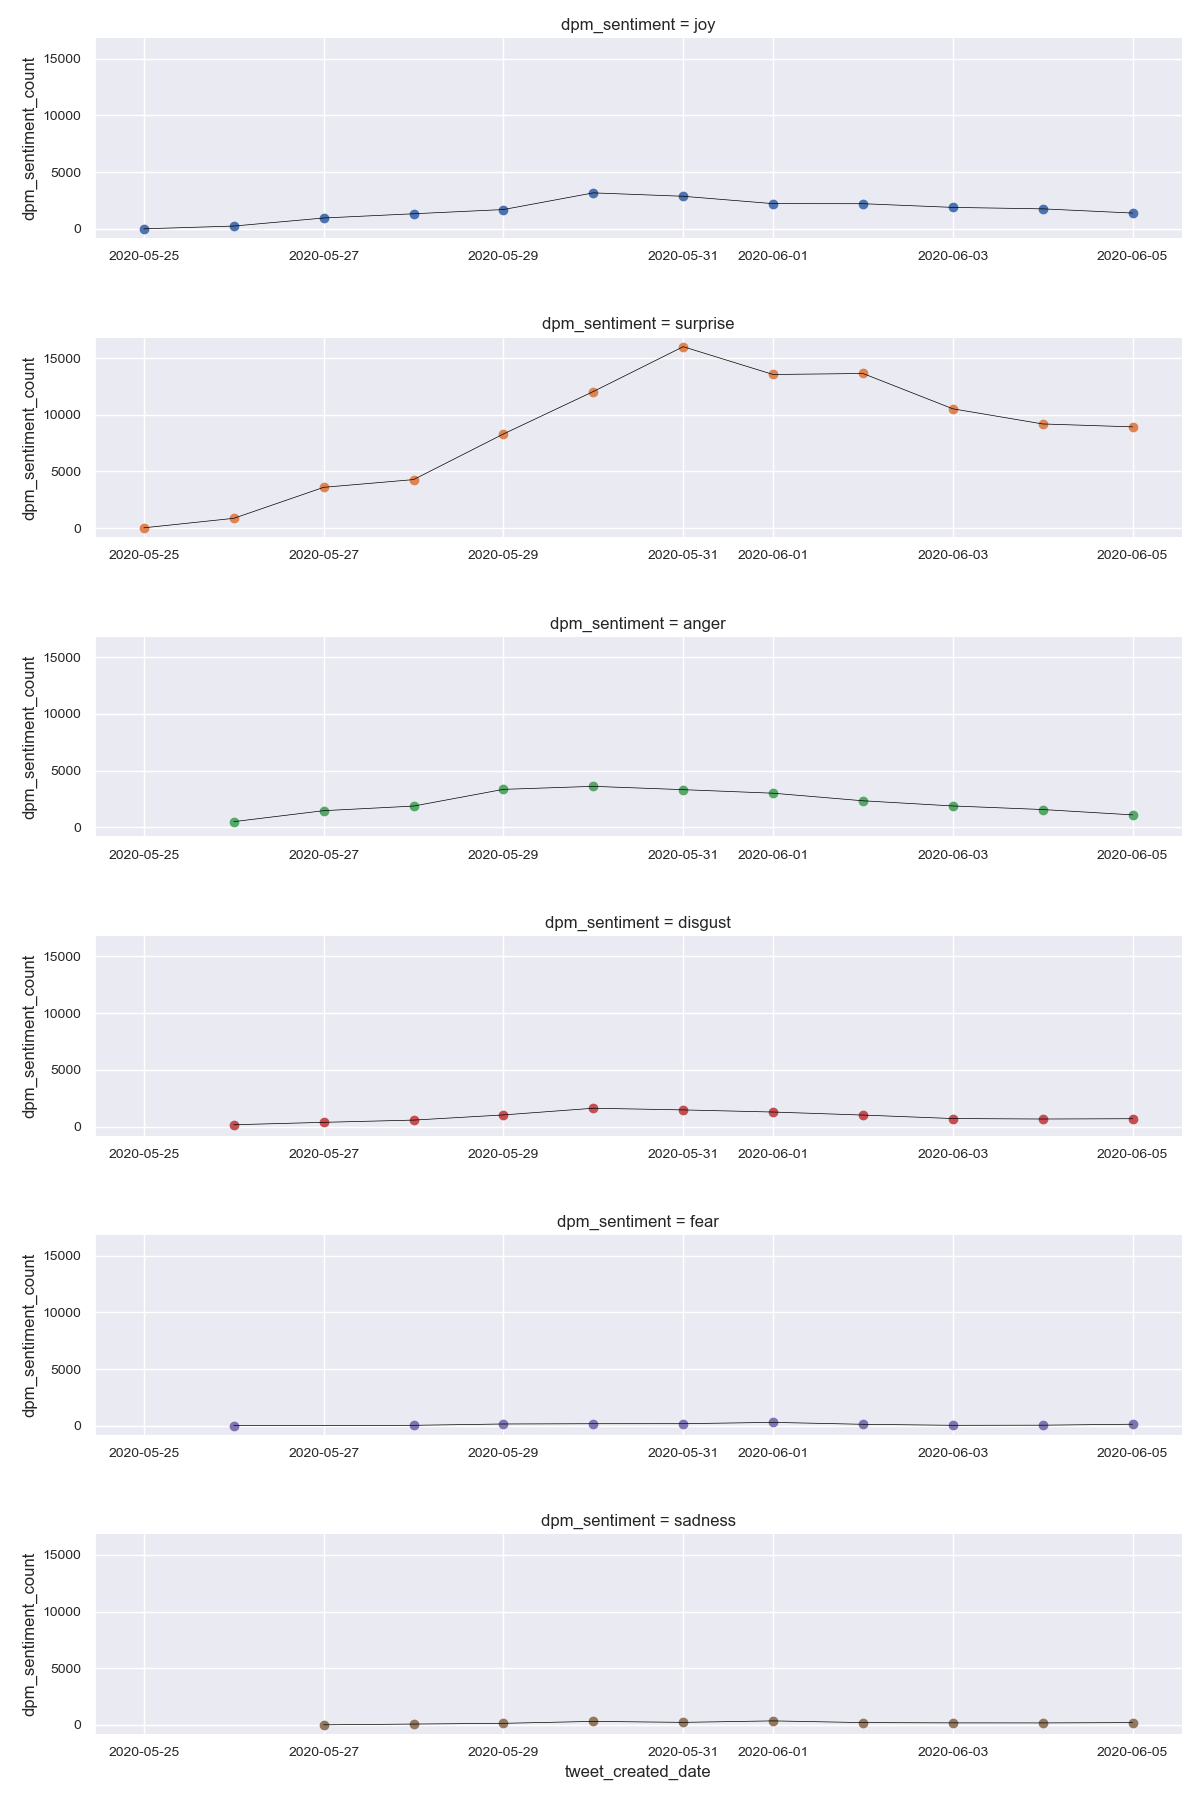 dpm_sentiment = joy
dpm_sentiment_count
15000
10000
5000
0
2020-05-25 2020-05-27 2020-05-29 2020-05-31 2020-06-01 2020-06-03 2020-06-05
dpm_sentiment = surprise
dpm_sentiment_count
15000
10000
5000
0
2020-05-25 2020-05-27 2020-05-29 2020-05-31 2020-06-01 2020-06-03 2020-06-05
dpm_sentiment = anger
dpm_sentiment_count
15000
10000
5000
0
2020-05-25 2020-05-27 2020-05-29 2020-05-31 2020-06-01 2020-06-03 2020-06-05
dpm_sentiment = disgust
dpm_sentiment_count
15000
10000
5000
0
2020-05-25 2020-05-27 2020-05-29 2020-05-31 2020-06-01 2020-06-03 2020-06-05
dpm_sentiment = fear
dpm_sentiment_count
15000
10000
5000
0
2020-05-25 2020-05-27 2020-05-29 2020-05-31 2020-06-01 2020-06-03 2020-06-05
dpm_sentiment = sadness
dpm_sentiment_count
15000
10000
5000
0
2020-05-25 2020-05-27 2020-05-29 2020-05-31 2020-06-01 2020-06-03 2020-06-05
tweet_created_date